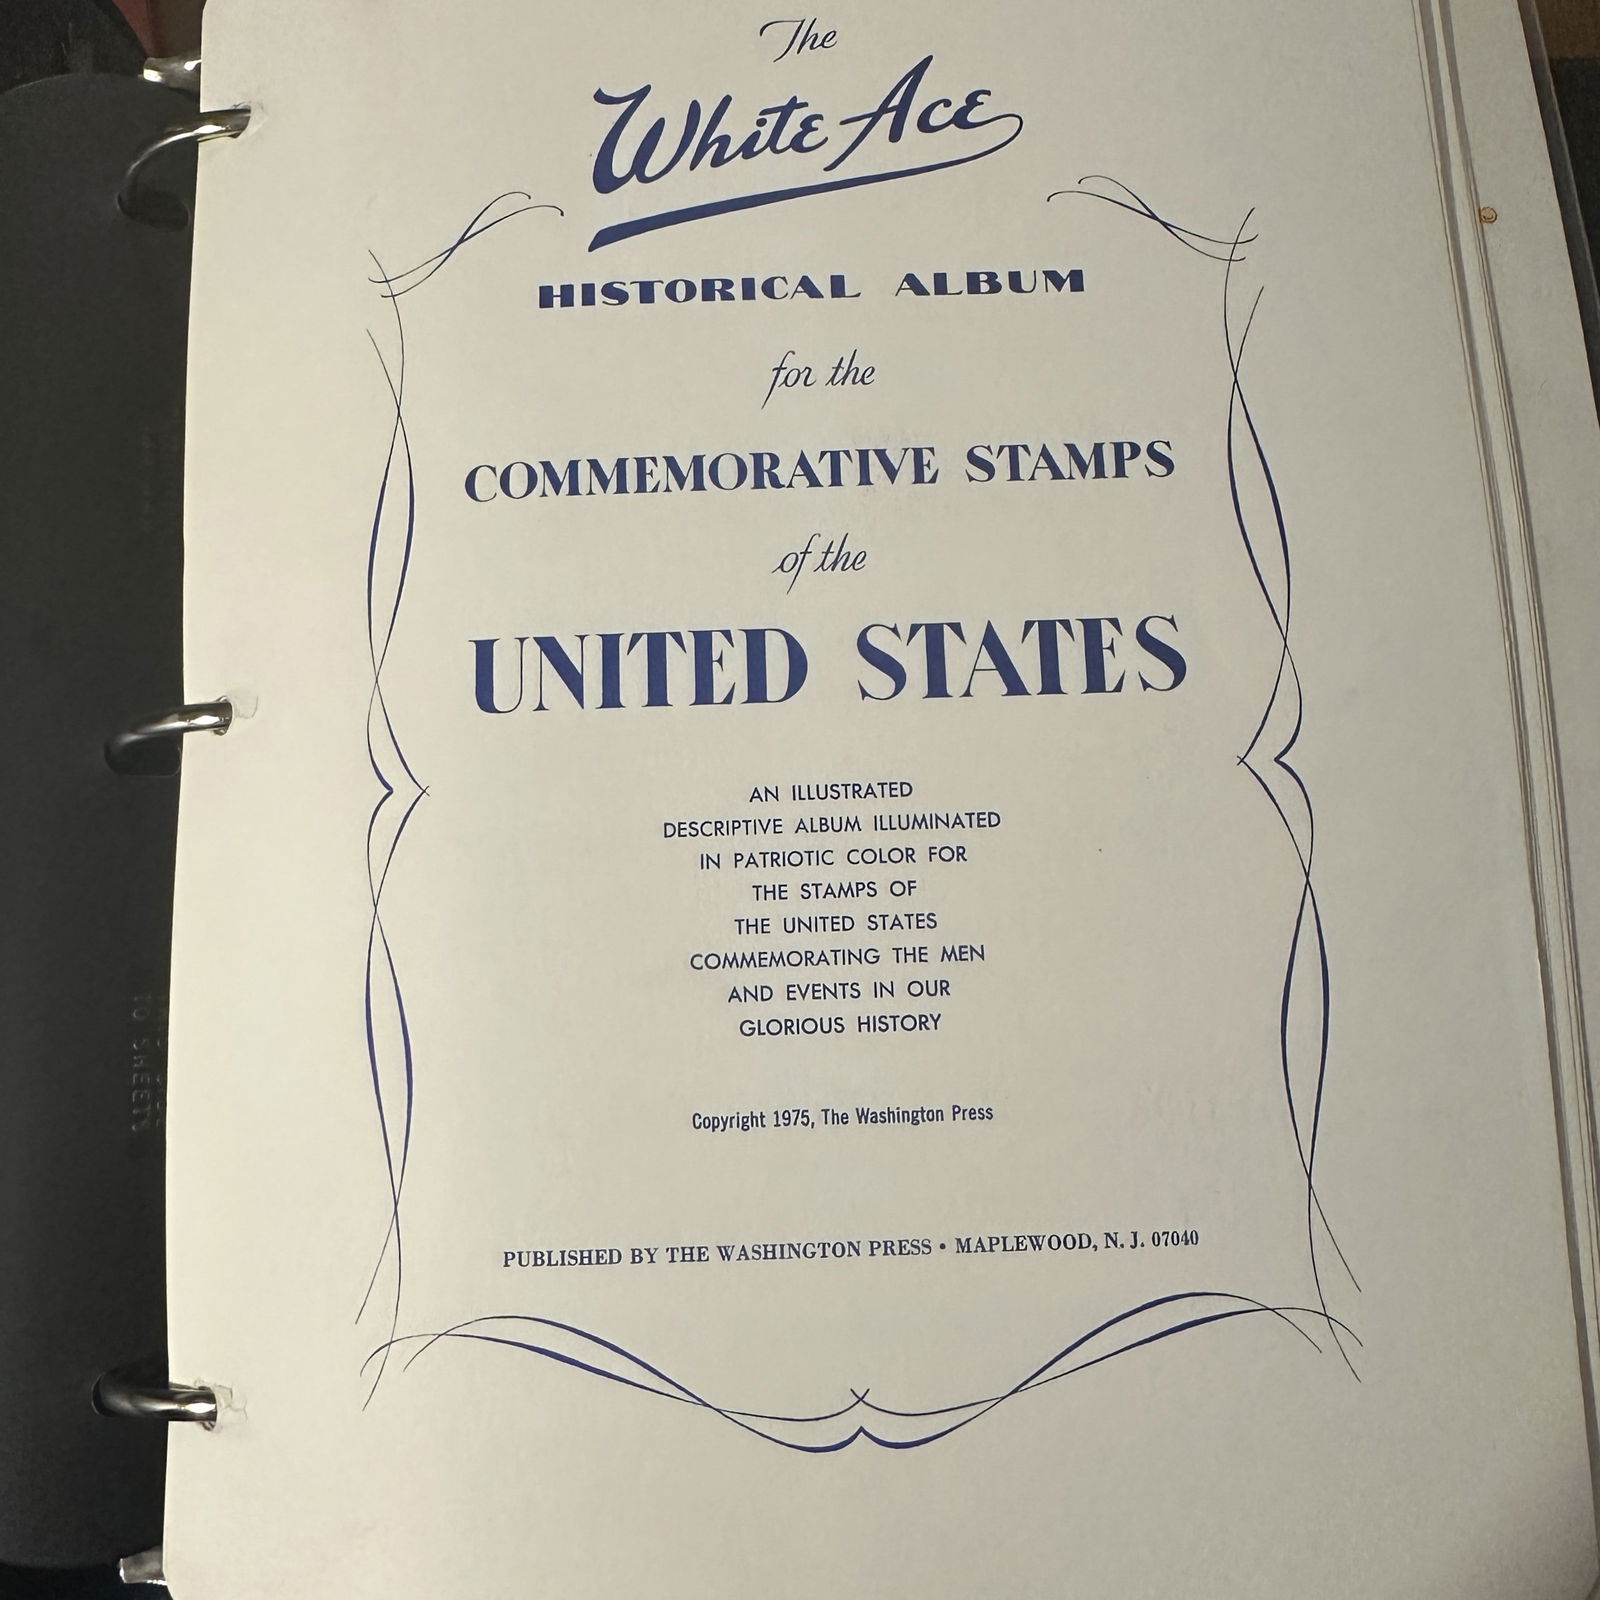 The
White Ace
HISTORICAL ALBUM
for the
COMMEMORATIVE STAMPS
of the
UNITED STATES
AN ILLUSTRATED
DESCRIPTIVE ALBUM ILLUMINATED
IN PATRIOTIC COLOR FOR
THE STAMPS OF
THE UNITED STATES
COMMEMORATING THE MEN
AND EVENTS IN OUR
GLORIOUS HISTORY
Copyright 1975, The Washington Press
PUBLISHED BY THE WASHINGTON PRESS • MAPLEWOOD, N. J. 07040
TO SHEETS